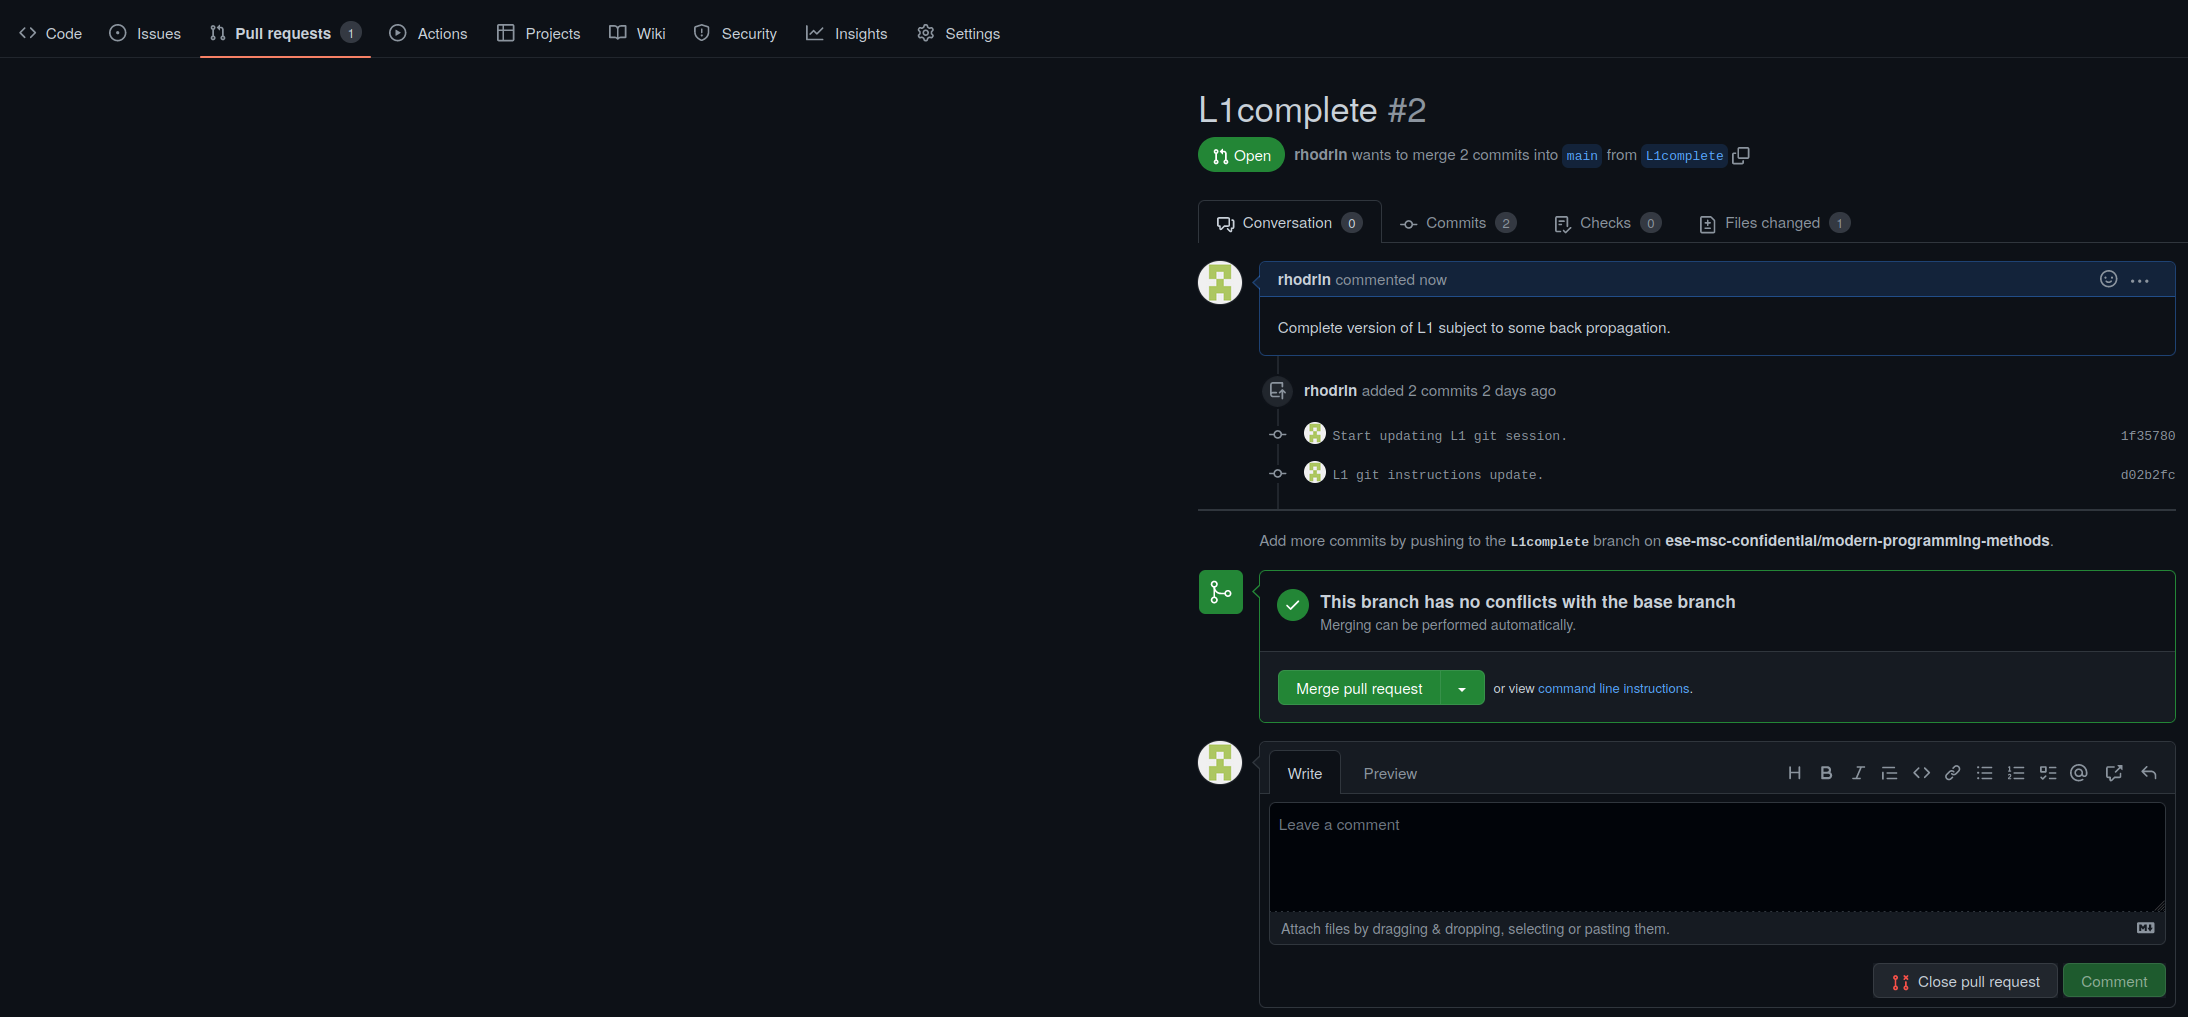 Code Issues Pull requests 1 Actions Projects Wiki Security Insights Settings
L1complete #2
Open rhodrin wants to merge 2 commits into main from L1complete
Conversation 0 Commits 2 Checks 0 Files changed 1
rhodrin commented now
Complete version of L1 subject to some back propagation.
rhodrin added 2 commits 2 days ago
Start updating L1 git session. 1f35780
L1 git instructions update. d02b2fc
Add more commits by pushing to the L1complete branch on ese-msc-confidential/modern-programming-methods.
This branch has no conflicts with the base branch
Merging can be performed automatically.
Merge pull request or view command line instructions.
Write Preview
Leave a comment
Attach files by dragging & dropping, selecting or pasting them.
Close pull request Comment